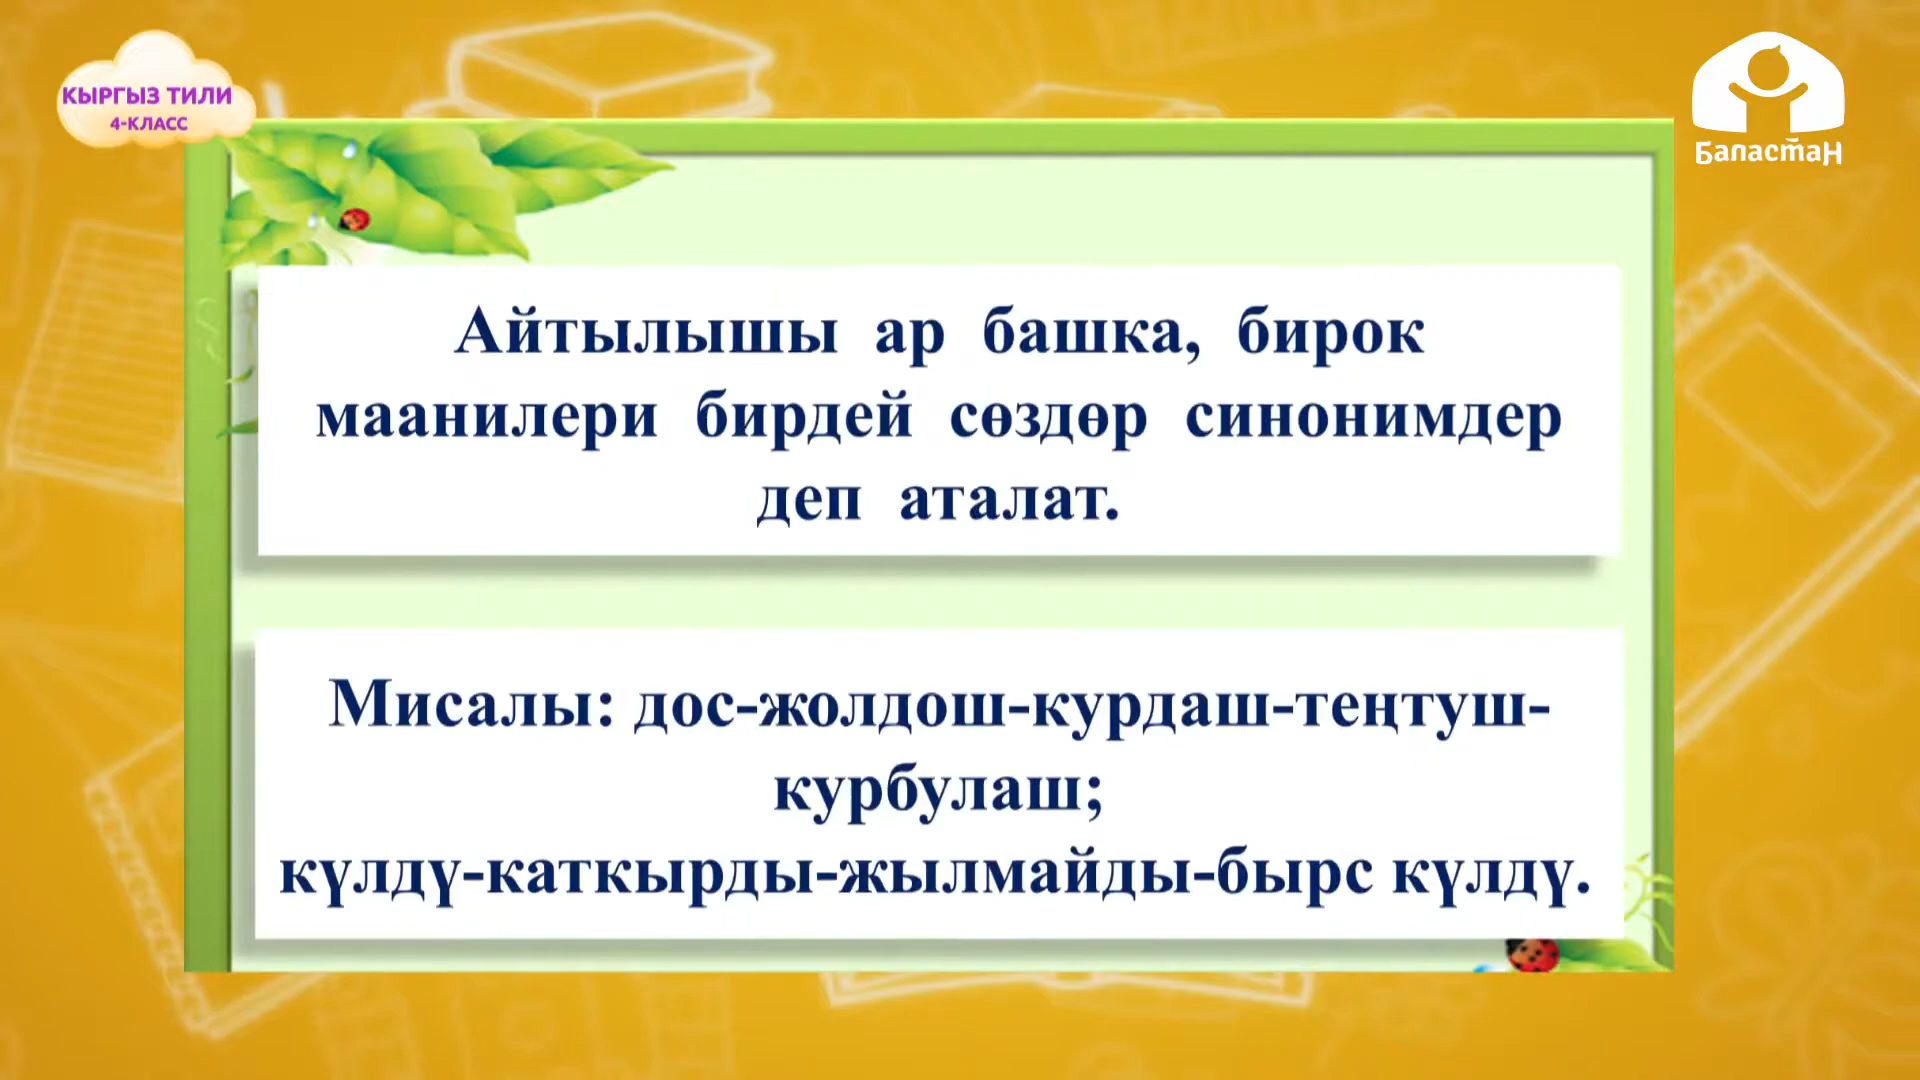 КЫРГЫЗ ТИЛИ
4-КЛАСС
Баластан
Айтылышы ар башка, бирок
маанилери бирдей сөздөр синонимдер
деп аталат.
Мисалы: дос-жолдош-курдаш-теңтуш-
курбулаш;
күлдү-каткырды-жылмайды-бырс күлдү.